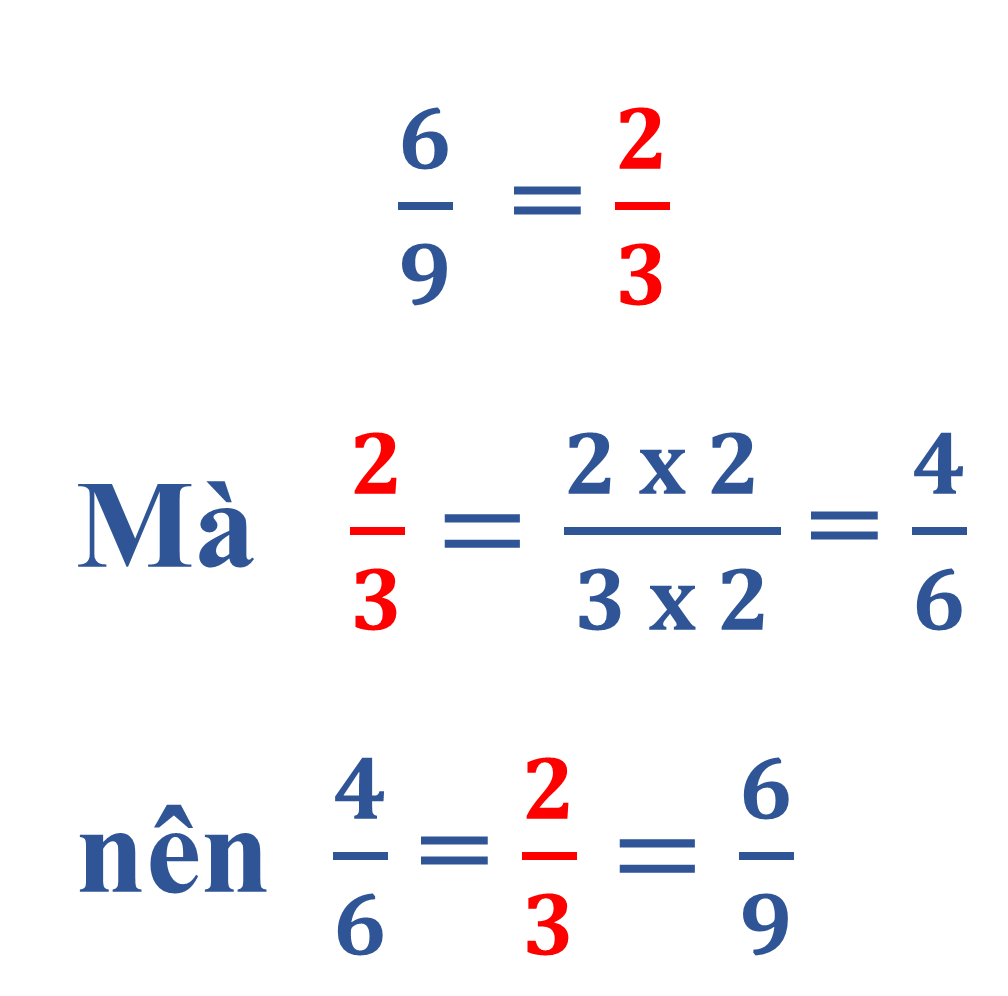 6/9 = 2/3
Mà 2/3 = (2 x 2)/(3 x 2) = 4/6
nên 4/6 = 2/3 = 6/9